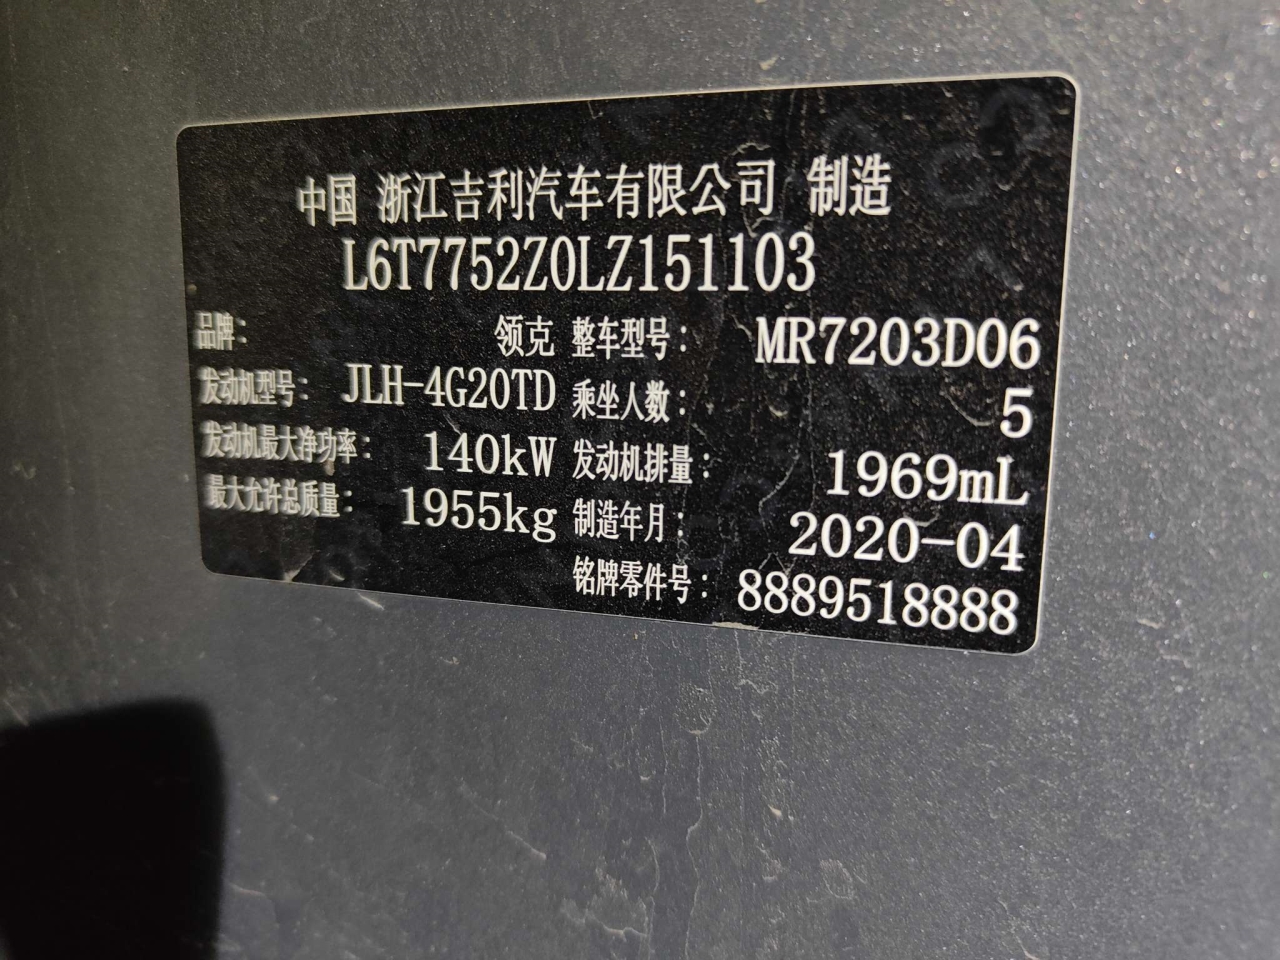 中国 浙江吉利汽车有限公司 制造
L6T7752Z0LZ151103
品牌： 领克 整车型号： MR7203D06
发动机型号： JLH-4G20TD 乘坐人数： 5
发动机最大净功率： 140kW 发动机排量： 1969mL
最大允许总质量： 1955kg 制造年月： 2020-04
铭牌零件号： 8889518888